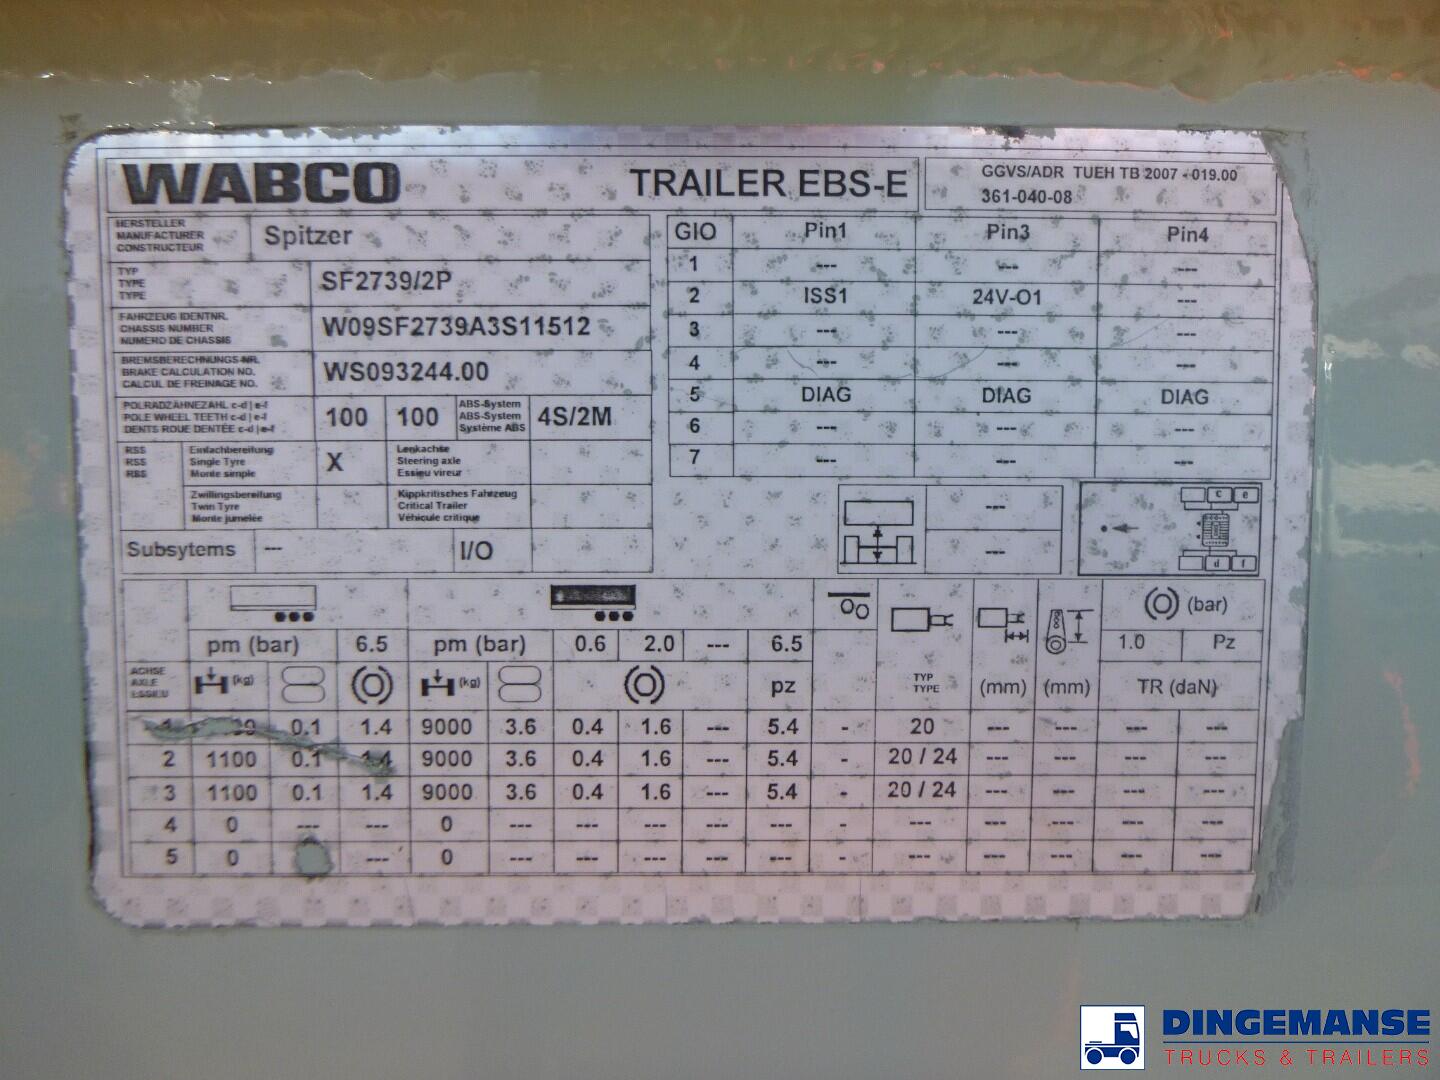 WABCO TRAILER EBS-E
GGVS/ADR TUEH TB 2007 - 019.00
361-040-08
HERSTELLER
MANUFACTURER
CONSTRUCTEUR
Spitzer
TYP
TYPE
TYPE
SF2739/2P
FAHRZEUG IDENTNR.
CHASSIS NUMBER
NUMERO DE CHASSIS
W09SF2739A3S11512
BREMSBERECHNUNGS-NR.
BRAKE CALCULATION NO.
CALCUL DE FREINAGE NO.
WS093244.00
POLRADZÄHNEZAHL c-d | e-f
POLE WHEEL TEETH c-d | e-f
DENTS ROUE DENTÉE c-d | e-f
100 100
ABS-System
ABS-System
Système ABS
4S/2M
RSS
RSS
RSS
Einfachbereifung
Single Tyre
Monte simple
X
Lenkachse
Steering axle
Essieu vireur
Zwillingsbereifung
Twin Tyre
Monte jumelée
Kippkritisches Fahrzeug
Critical Trailer
Véhicule critique
Subsytems --- I/O
GIO Pin1 Pin3 Pin4
1 --- --- ---
2 ISS1 24V-O1 ---
3 --- --- ---
4 --- --- ---
5 DIAG DIAG DIAG
6 --- --- ---
7 --- --- ---
---
---
c e
d f
(bar)
pm (bar) 6.5 pm (bar) 0.6 2.0 --- 6.5 1.0 Pz
ACHSE
AXLE
ESSIEU
(kg) (kg) pz
TYP
TYPE
(mm) (mm) TR (daN)
0.1 1.4 9000 3.6 0.4 1.6 --- 5.4 - 20 --- --- --- ---
2 1100 0.1 1.4 9000 3.6 0.4 1.6 --- 5.4 - 20 / 24 --- --- --- ---
3 1100 0.1 1.4 9000 3.6 0.4 1.6 --- 5.4 - 20 / 24 --- --- --- ---
4 0 --- --- 0 --- --- --- --- --- - --- --- --- --- ---
5 0 --- 0 --- --- --- --- --- - --- --- --- --- ---
DINGEMANSE
TRUCKS & TRAILERS